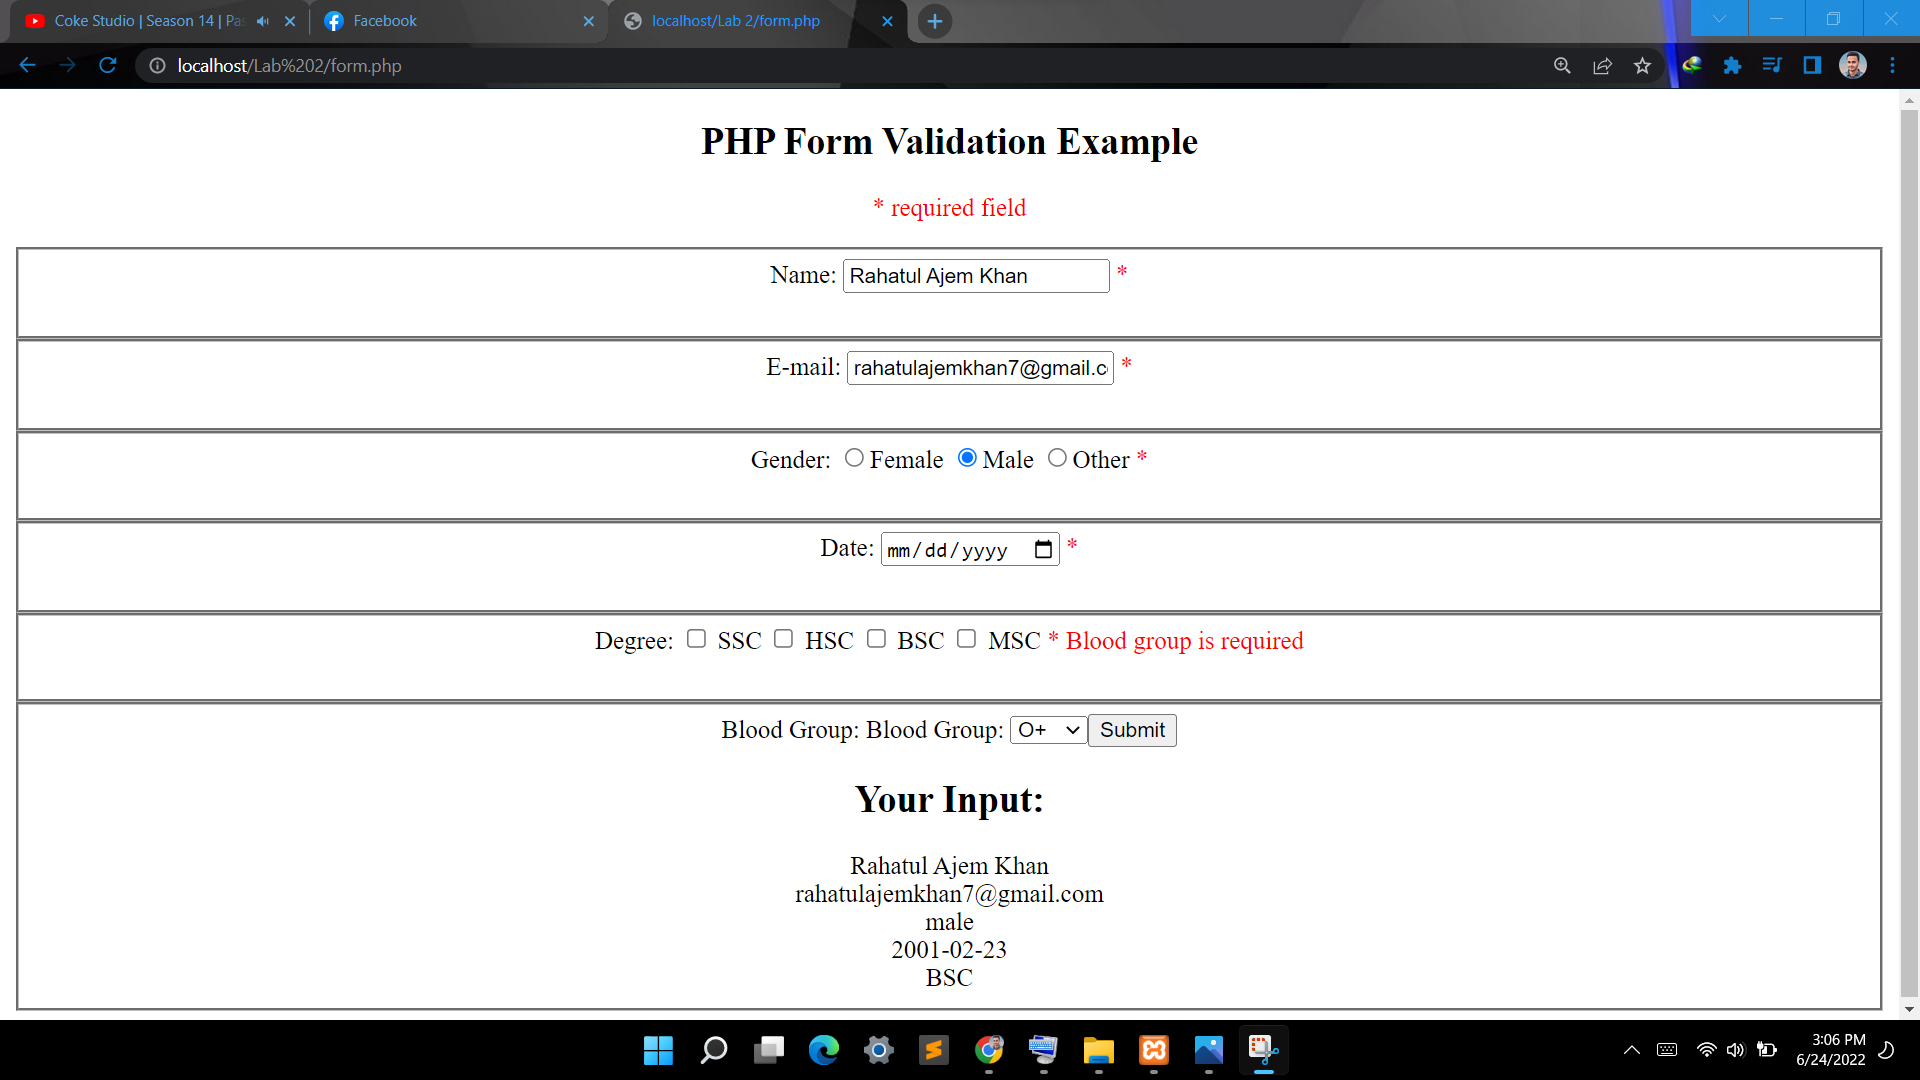 Coke Studio | Season 14 | Pas
Facebook
localhost/Lab 2/form.php
localhost/Lab%202/form.php
PHP Form Validation Example
* required field
Name: Rahatul Ajem Khan *
E-mail: rahatulajemkhan7@gmail.c *
Gender: Female Male Other *
Date: mm/dd/yyyy *
Degree: SSC HSC BSC MSC * Blood group is required
Blood Group: Blood Group: O+ Submit
Your Input:
Rahatul Ajem Khan
rahatulajemkhan7@gmail.com
male
2001-02-23
BSC
3:06 PM
6/24/2022